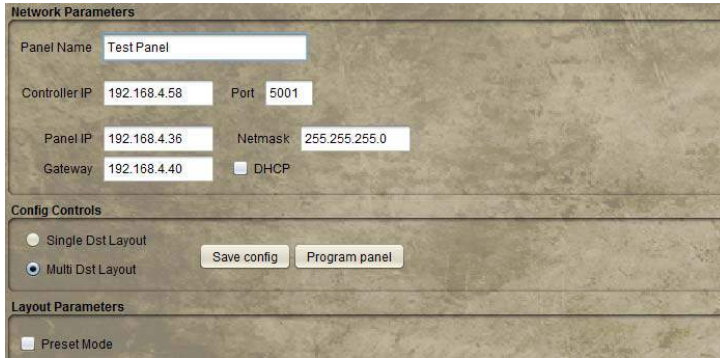 Network Parameters
Panel Name Test Panel
Controller IP 192.168.4.58 Port 5001
Panel IP 192.168.4.36 Netmask 255.255.255.0
Gateway 192.168.4.40 DHCP
Config Controls
Single Dst Layout
Save config Program panel
Multi Dst Layout
Layout Parameters
Preset Mode